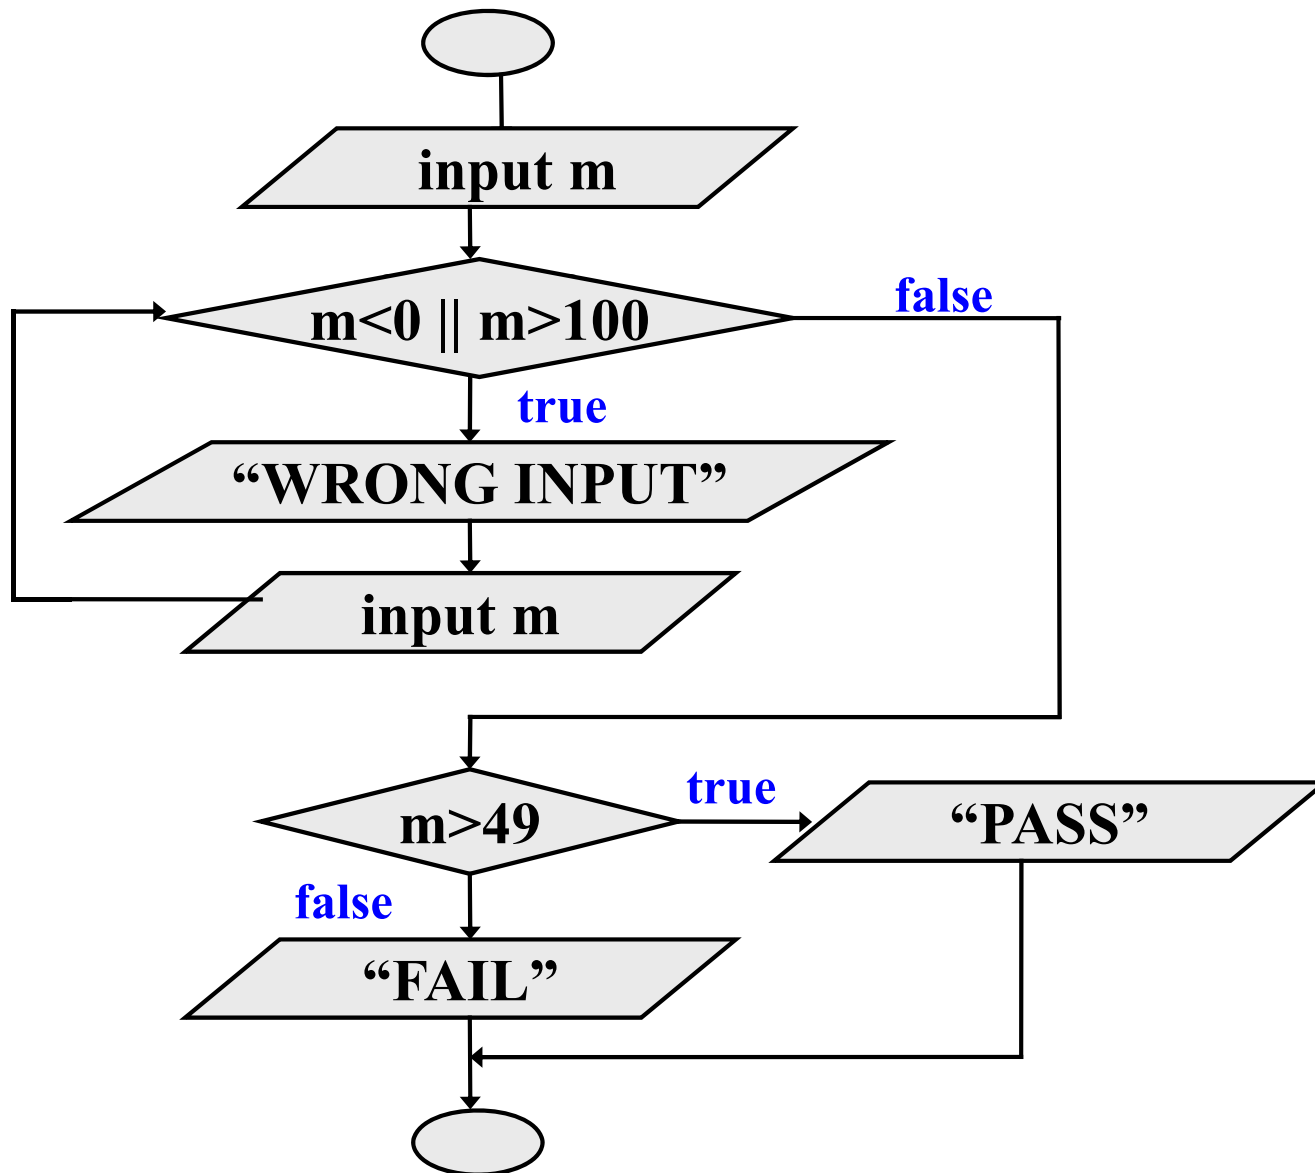 input m
m<0 || m>100
false
true
“WRONG INPUT”
input m
m>49
true
“PASS”
false
“FAIL”